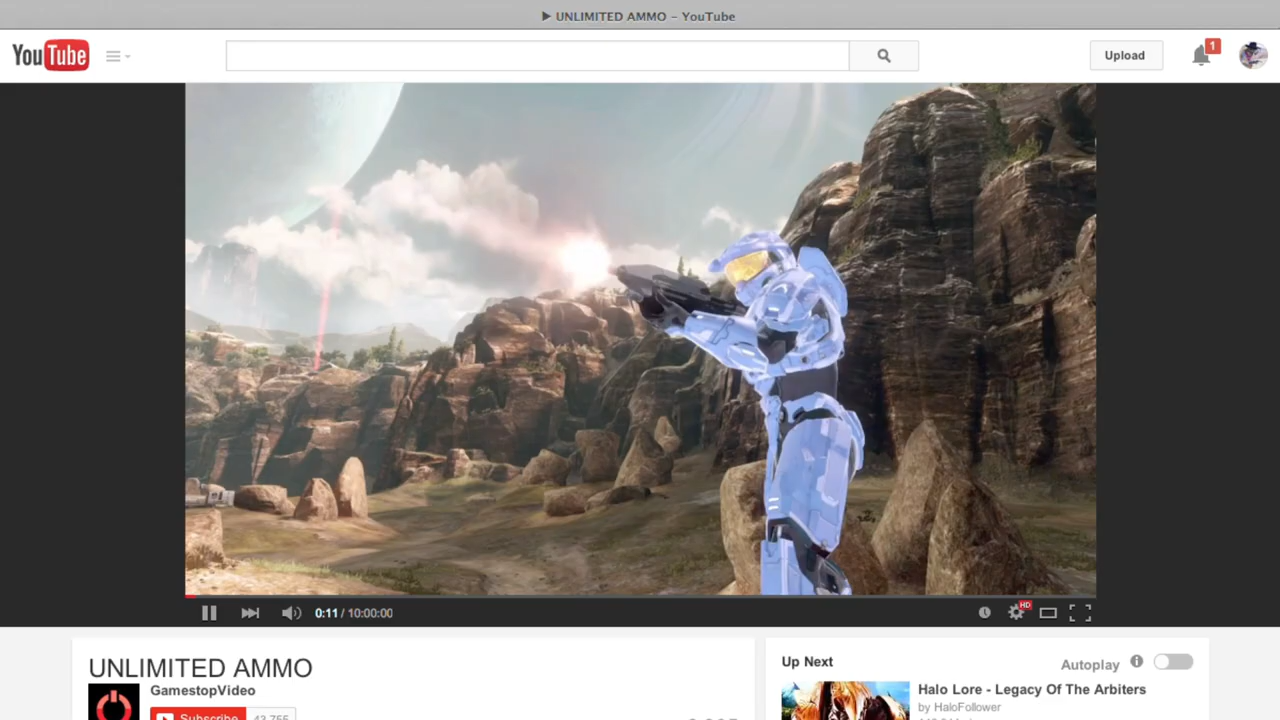 ▶ UNLIMITED AMMO – YouTube
YouTube
Upload
1
0:11 / 10:00:00
HD
UNLIMITED AMMO
GamestopVideo
Subscribe
43,755
Up Next
Autoplay
Halo Lore - Legacy Of The Arbiters
by HaloFollower